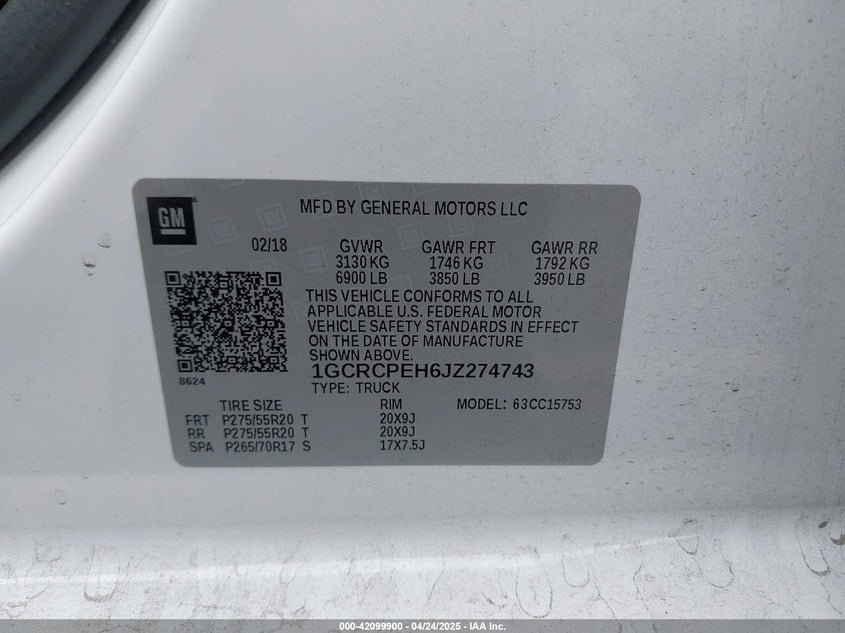 GM
MFD BY GENERAL MOTORS LLC
02/18 GVWR GAWR FRT GAWR RR
3130 KG 1746 KG 1792 KG
6900 LB 3850 LB 3950 LB
THIS VEHICLE CONFORMS TO ALL
APPLICABLE U.S. FEDERAL MOTOR
VEHICLE SAFETY STANDARDS IN EFFECT
ON THE DATE OF MANUFACTURE
SHOWN ABOVE.
1GCRCPEH6JZ274743
8624
TYPE: TRUCK
TIRE SIZE RIM MODEL: 63CC15753
FRT P275/55R20 T 20X9J
RR P275/55R20 T 20X9J
SPA P265/70R17 S 17X7.5J
000-42099900 - 04/24/2025 - IAA Inc.